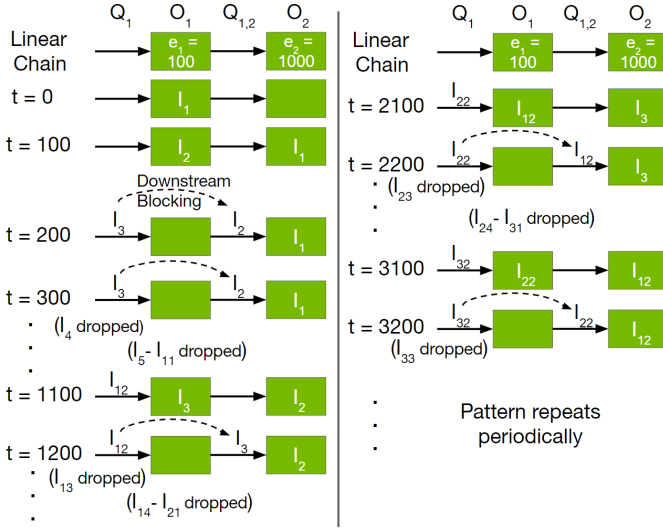 Q1 O1 Q1,2 O2
Linear Chain e1 = 100 e2 = 1000
t = 0 I1
t = 100 I2 I1
Downstream Blocking
t = 200 I3 I2 I1
t = 300 I3 I2 I1
(I4 dropped)
(I5- I11 dropped)
t = 1100 I12 I3 I2
t = 1200 I12 I3 I2
(I13 dropped)
(I14- I21 dropped)
Q1 O1 Q1,2 O2
Linear Chain e1 = 100 e2 = 1000
t = 2100 I22 I12 I3
t = 2200 I22 I12 I3
(I23 dropped)
(I24- I31 dropped)
t = 3100 I32 I22 I12
t = 3200 I32 I22 I12
(I33 dropped)
Pattern repeats
periodically